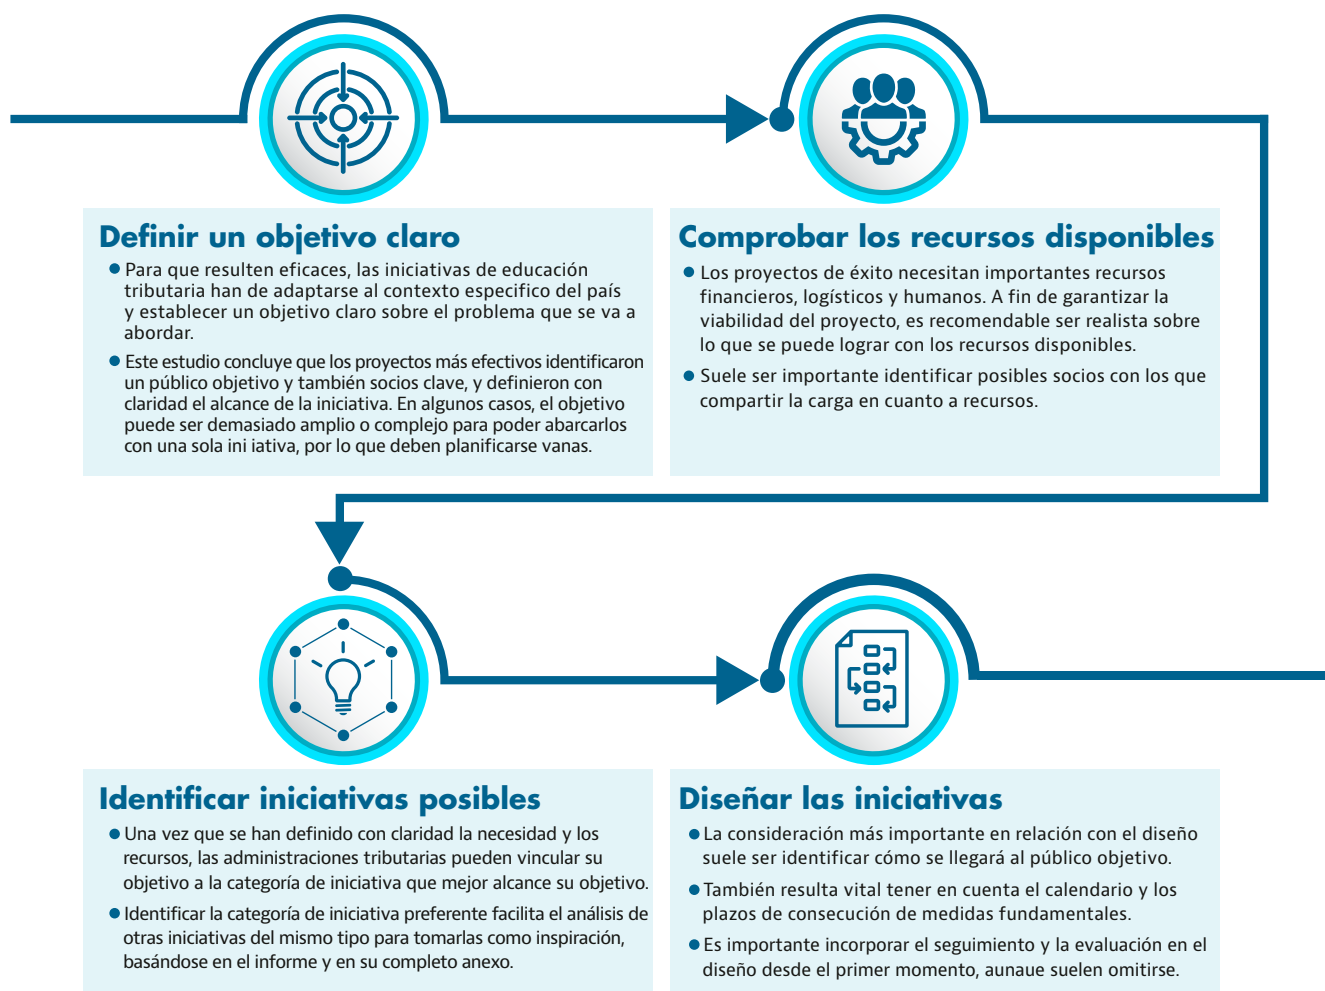 Definir un objetivo claro
Para que resulten eficaces, las iniciativas de educación
tributaria han de adaptarse al contexto especifico del país
y establecer un objetivo claro sobre el problema que se va a
abordar.
Este estudio concluye que los proyectos más efectivos identificaron
un público objetivo y también socios clave, y definieron con
claridad el alcance de la iniciativa. En algunos casos, el objetivo
puede ser demasiado amplio o complejo para poder abarcarlos
con una sola ini iativa, por lo que deben planificarse vanas.
Comprobar los recursos disponibles
Los proyectos de éxito necesitan importantes recursos
financieros, logísticos y humanos. A fin de garantizar la
viabilidad del proyecto, es recomendable ser realista sobre
lo que se puede lograr con los recursos disponibles.
Suele ser importante identificar posibles socios con los que
compartir la carga en cuanto a recursos.
Identificar iniciativas posibles
Una vez que se han definido con claridad la necesidad y los
recursos, las administraciones tributarias pueden vincular su
objetivo a la categoría de iniciativa que mejor alcance su objetivo.
Identificar la categoría de iniciativa preferente facilita el análisis de
otras iniciativas del mismo tipo para tomarlas como inspiración,
basándose en el informe y en su completo anexo.
Diseñar las iniciativas
La consideración más importante en relación con el diseño
suele ser identificar cómo se llegará al público objetivo.
También resulta vital tener en cuenta el calendario y los
plazos de consecución de medidas fundamentales.
Es importante incorporar el seguimiento y la evaluación en el
diseño desde el primer momento, aunaue suelen omitirse.